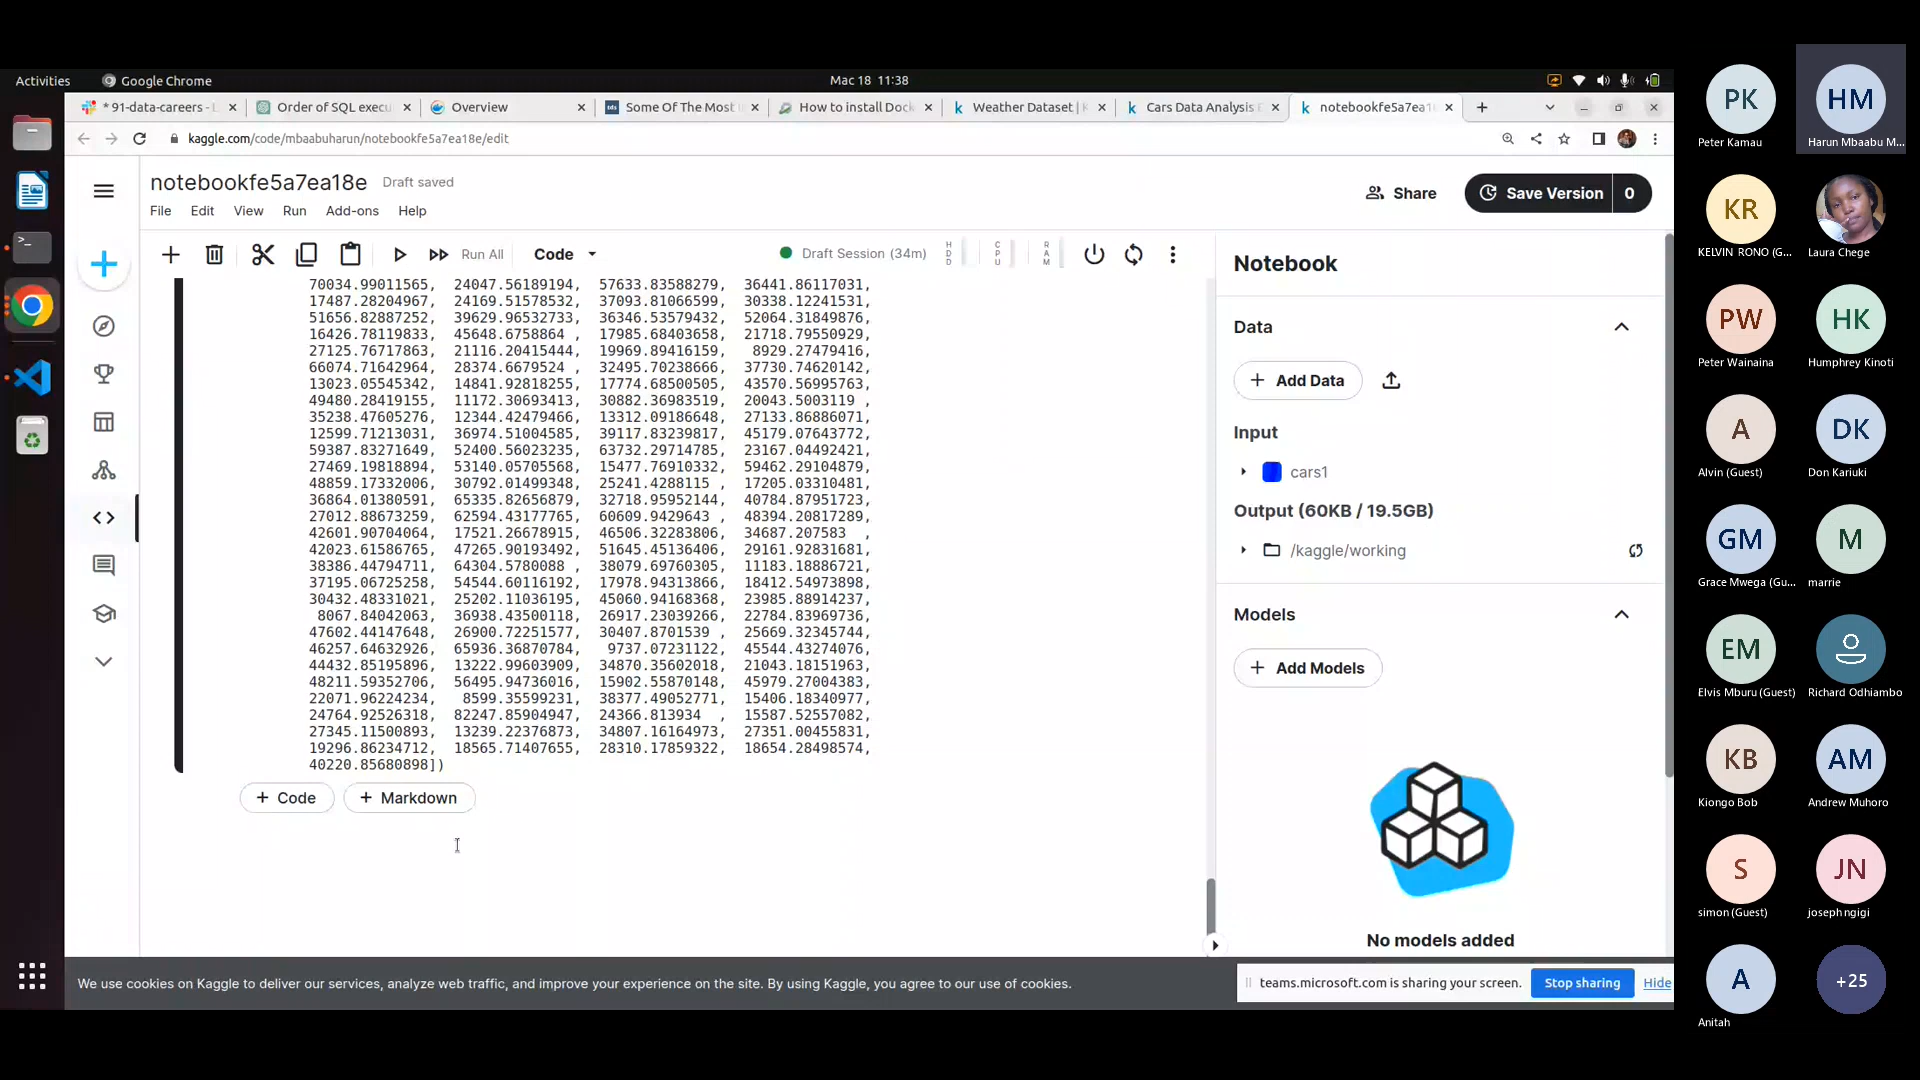 Activities
Google Chrome
Mac 18 11:38
* 91-data-careers -
Order of SQL execu
Overview
Some Of The Most I
How to install Dock
Weather Dataset | K
Cars Data Analysis E
notebookfe5a7ea1
kaggle.com/code/mbaabuharun/notebookfe5a7ea18e/edit
notebookfe5a7ea18e
Draft saved
Share
Save Version
0
File
Edit
View
Run
Add-ons
Help
Run All
Code
Draft Session (34m)
HDD
CPU
RAM
70034.99011565, 24047.56189194, 57633.83588279, 36441.86117031,
17487.28204967, 24169.51578532, 37093.81066599, 30338.12241531,
51656.82887252, 39629.96532733, 36346.53579432, 52064.31849876,
16426.78119833, 45648.6758864 , 17985.68403658, 21718.79550929,
27125.76717863, 21116.20415444, 19969.89416159, 8929.27479416,
66074.71642964, 28374.6679524 , 32495.70238666, 37730.74620142,
13023.05545342, 14841.92818255, 17774.68500505, 43570.56995763,
49480.28419155, 11172.30693413, 30882.36983519, 20043.5003119 ,
35238.47605276, 12344.42479466, 13312.09186648, 27133.86886071,
12599.71213031, 36974.51004585, 39117.83239817, 45179.07643772,
59387.83271649, 52400.56023235, 63732.29714785, 23167.04492421,
27469.19818894, 53140.05705568, 15477.76910332, 59462.29104879,
48859.17332006, 30792.01499348, 25241.4288115 , 17205.03310481,
36864.01380591, 65335.82656879, 32718.95952144, 40784.87951723,
27012.88673259, 62594.43177765, 60609.9429643 , 48394.20817289,
42601.90704064, 17521.26678915, 46506.32283806, 34687.207583 ,
42023.61586765, 47265.90193492, 51645.45136406, 29161.92831681,
38386.44794711, 64304.5780088 , 38079.69760305, 11183.18886721,
37195.06725258, 54544.60116192, 17978.94313866, 18412.54973898,
30432.48331021, 25202.11036195, 45060.94168368, 23985.88914237,
8067.84042063, 36938.43500118, 26917.23039266, 22784.83969736,
47602.44147648, 26900.72251577, 30407.8701539 , 25669.32345744,
46257.64632926, 65936.36870784, 9737.07231122, 45544.43274076,
44432.85195896, 13222.99603909, 34870.35602018, 21043.18151963,
48211.59352706, 56495.94736016, 15902.55870148, 45979.27004383,
22071.96224234, 8599.35599231, 38377.49052771, 15406.18340977,
24764.92526318, 82247.85904947, 24366.813934 , 15587.52557082,
27345.11500893, 13239.22376873, 34807.16164973, 27351.00455831,
19296.86234712, 18565.71407655, 28310.17859322, 18654.28498574,
40220.85680898])
+ Code
+ Markdown
Notebook
Data
+ Add Data
Input
cars1
Output (60KB / 19.5GB)
/kaggle/working
Models
+ Add Models
No models added
We use cookies on Kaggle to deliver our services, analyze web traffic, and improve your experience on the site. By using Kaggle, you agree to our use of cookies.
teams.microsoft.com is sharing your screen.
Stop sharing
Hide
PK
Peter Kamau
HM
Harun Mbaabu M...
KR
KELVIN RONO (G...
Laura Chege
PW
Peter Wainaina
HK
Humphrey Kinoti
A
Alvin (Guest)
DK
Don Kariuki
GM
Grace Mwega (Gu...
M
marrie
EM
Elvis Mburu (Guest)
Richard Odhiambo
KB
Kiongo Bob
AM
Andrew Muhoro
S
simon (Guest)
JN
joseph ngigi
A
Anitah
+25